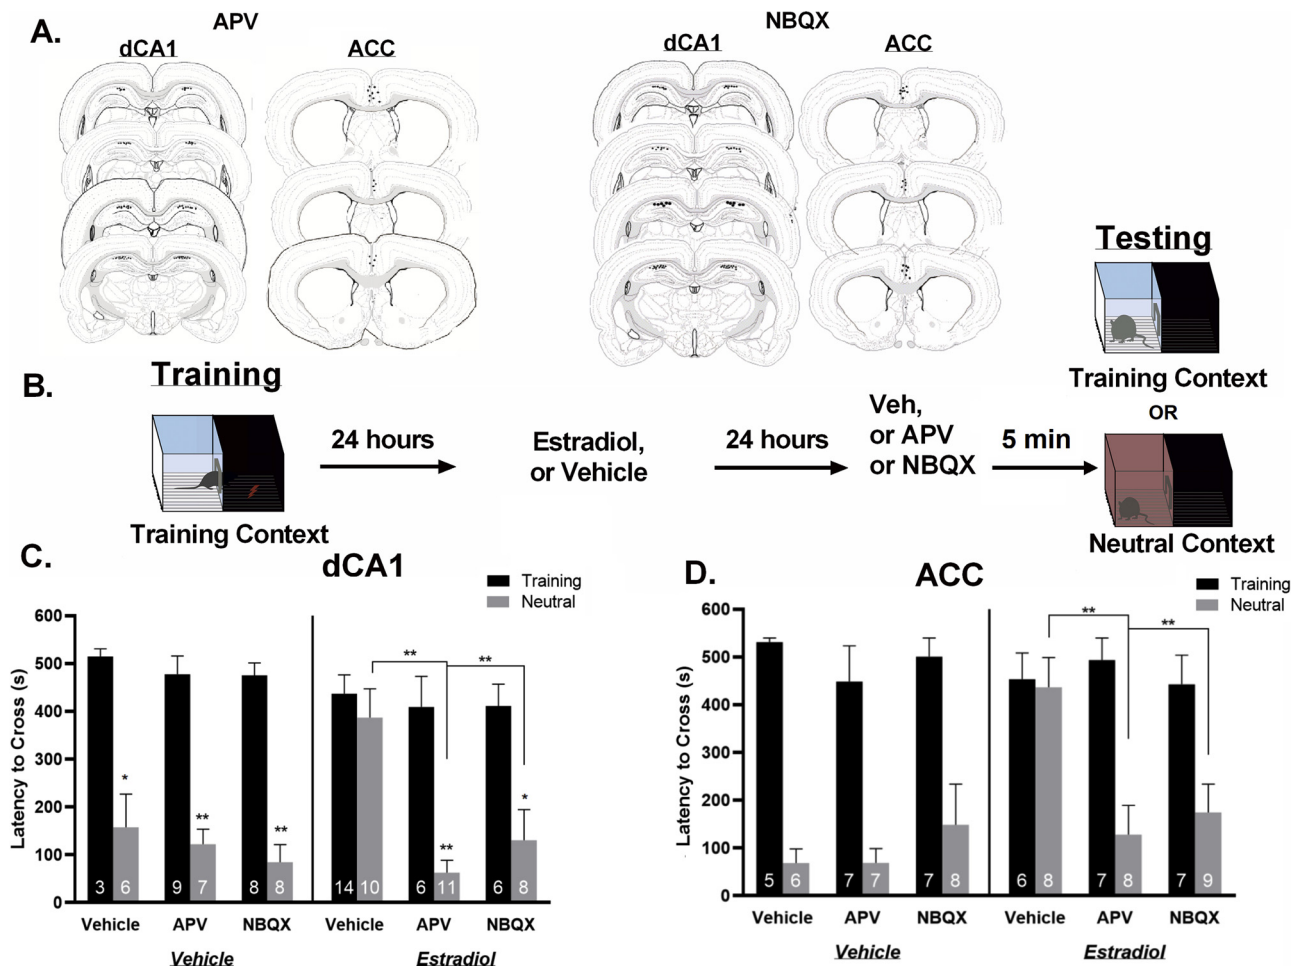 A.
APV
dCA1
ACC
NBQX
dCA1
ACC
Testing
Training Context
OR
Neutral Context
B.
Training
Training Context
24 hours
Estradiol,
or Vehicle
24 hours
Veh,
or APV
or NBQX
5 min
C.
dCA1
Training
Neutral
Latency to Cross (s)
600
500
400
300
200
100
0
*
**
**
**
**
**
*
3 6 9 7 8 8 14 10 6 11 6 8
Vehicle APV NBQX Vehicle APV NBQX
Vehicle Estradiol
D.
ACC
Training
Neutral
Latency to Cross (s)
600
500
400
300
200
100
0
**
**
5 6 7 7 7 8 6 8 7 8 7 9
Vehicle APV NBQX Vehicle APV NBQX
Vehicle Estradiol